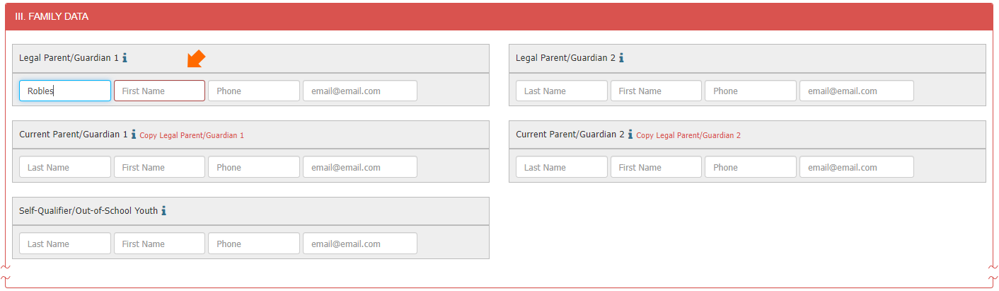 III. FAMILY DATA
Legal Parent/Guardian 1
Robles First Name Phone email@email.com
Legal Parent/Guardian 2
Last Name First Name Phone email@email.com
Current Parent/Guardian 1 Copy Legal Parent/Guardian 1
Last Name First Name Phone email@email.com
Current Parent/Guardian 2 Copy Legal Parent/Guardian 2
Last Name First Name Phone email@email.com
Self-Qualifier/Out-of-School Youth
Last Name First Name Phone email@email.com